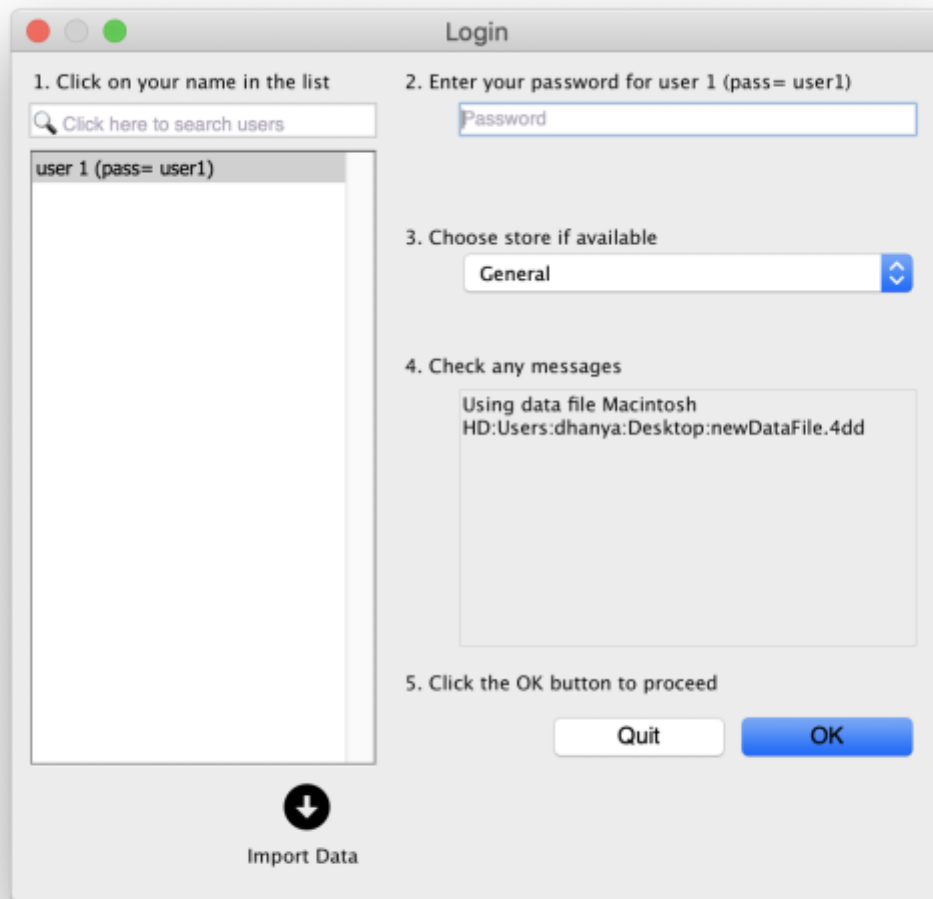 Login
1. Click on your name in the list
Click here to search users
user 1 (pass= user1)
Import Data
2. Enter your password for user 1 (pass= user1)
Password
3. Choose store if available
General
4. Check any messages
Using data file Macintosh
HD:Users:dhanya:Desktop:newDataFile.4dd
5. Click the OK button to proceed
Quit
OK